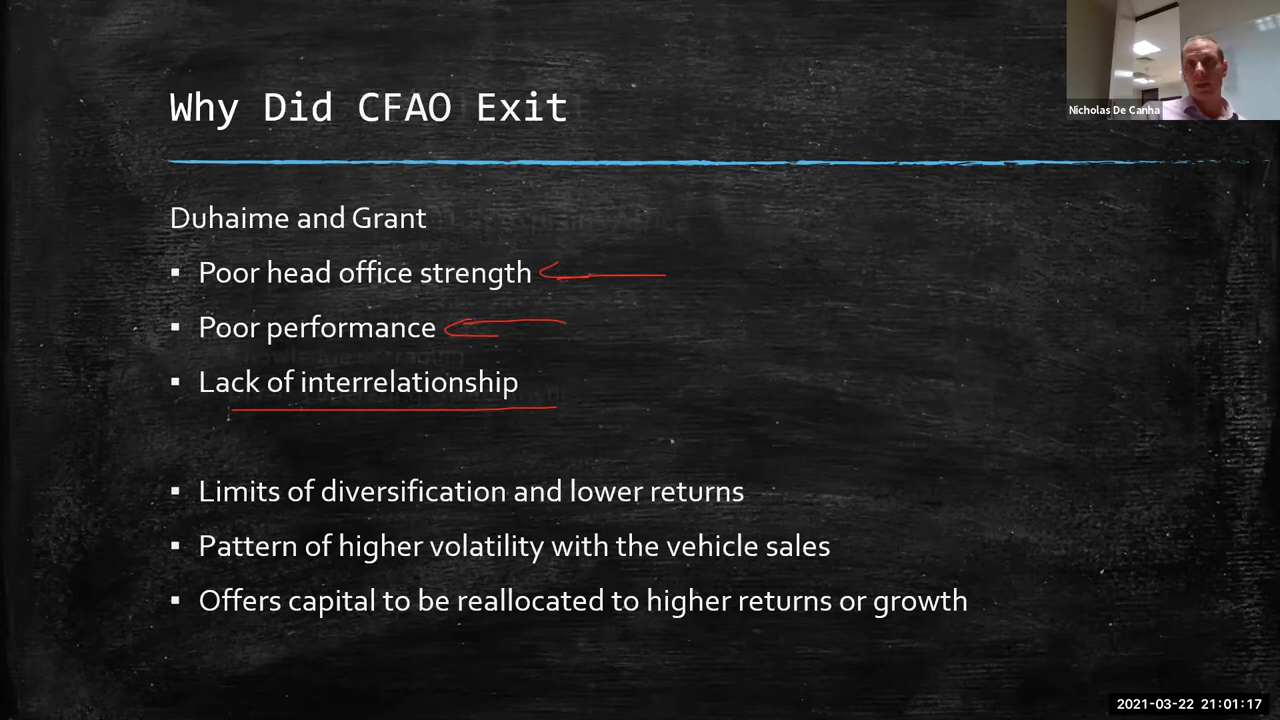 Why Did CFAO Exit
Nicholas De Canha
Duhaime and Grant
▪ Poor head office strength
▪ Poor performance
▪ Lack of interrelationship
▪ Limits of diversification and lower returns
▪ Pattern of higher volatility with the vehicle sales
▪ Offers capital to be reallocated to higher returns or growth
2021-03-22 21:01:17